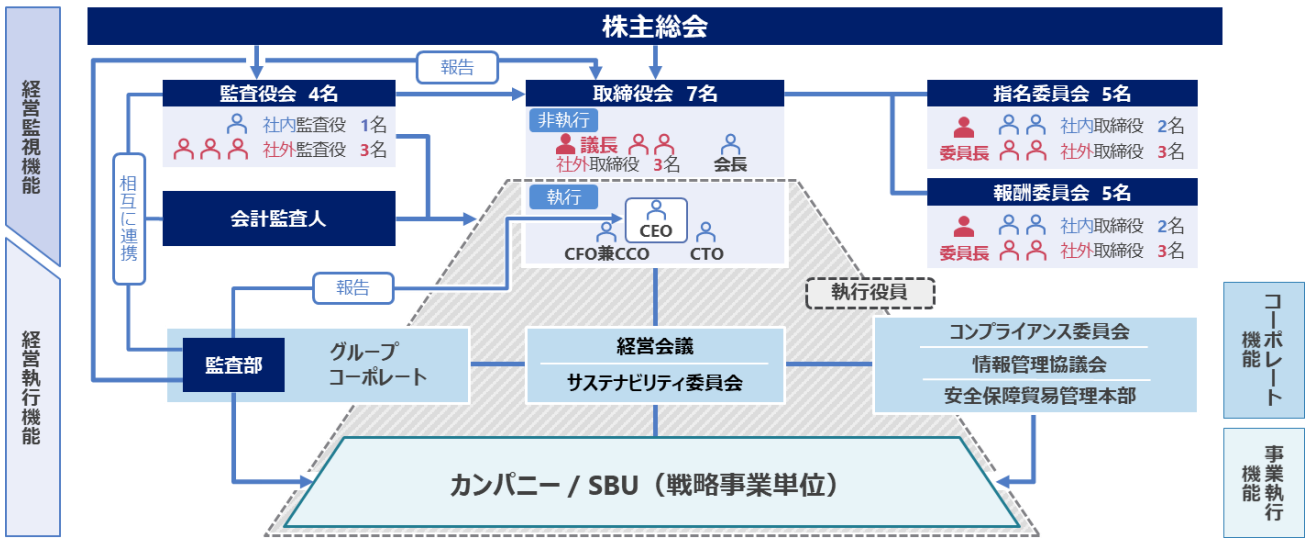 株主総会
経営監視機能
報告
監査役会 4名
社内監査役 1名
社外監査役 3名
取締役会 7名
非執行
議長
社外取締役 3名
会長
指名委員会 5名
委員長
社内取締役 2名
社外取締役 3名
報酬委員会 5名
委員長
社内取締役 2名
社外取締役 3名
相互に連携
会計監査人
執行
CEO
CFO兼CCO
CTO
報告
執行役員
経営執行機能
監査部
グループ
コーポレート
経営会議
サステナビリティ委員会
コンプライアンス委員会
情報管理協議会
安全保障貿易管理本部
コーポレート
機能
カンパニー / SBU（戦略事業単位）
事業執行
機能